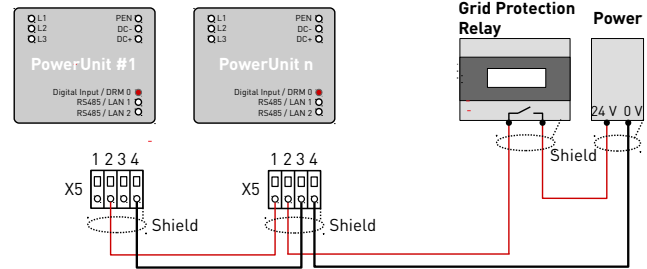 L1 PEN
L2 DC-
L3 DC+
PowerUnit #1
Digital Input / DRM 0
RS485 / LAN 1
RS485 / LAN 2
L1 PEN
L2 DC-
L3 DC+
PowerUnit n
Digital Input / DRM 0
RS485 / LAN 1
RS485 / LAN 2
Grid Protection
Relay
Power
24 V 0 V
Shield
1 2 3 4
X5
Shield
1 2 3 4
X5
Shield